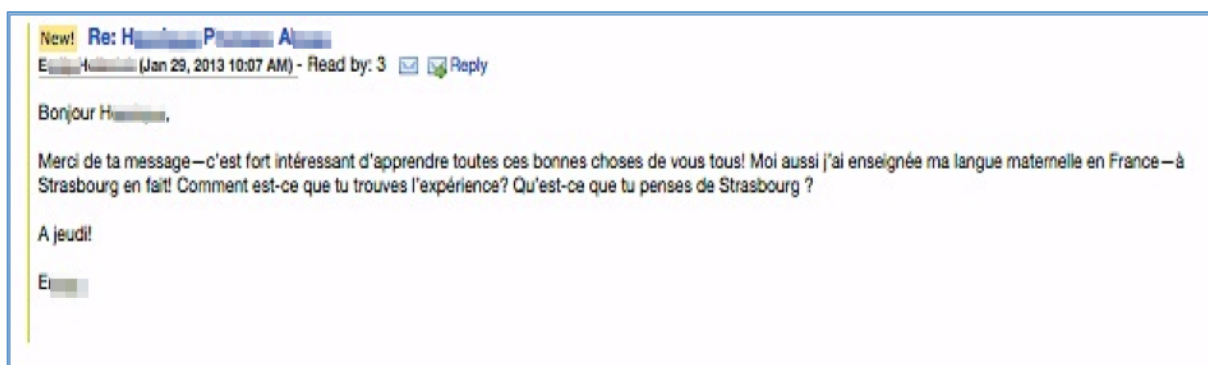 New! Re: H P A
E H (Jan 29, 2013 10:07 AM) - Read by: 3 Reply
Bonjour H ,
Merci de ta message—c'est fort intéressant d'apprendre toutes ces bonnes choses de vous tous! Moi aussi j'ai enseignée ma langue maternelle en France—à
Strasbourg en fait! Comment est-ce que tu trouves l'expérience? Qu'est-ce que tu penses de Strasbourg ?
A jeudi!
E